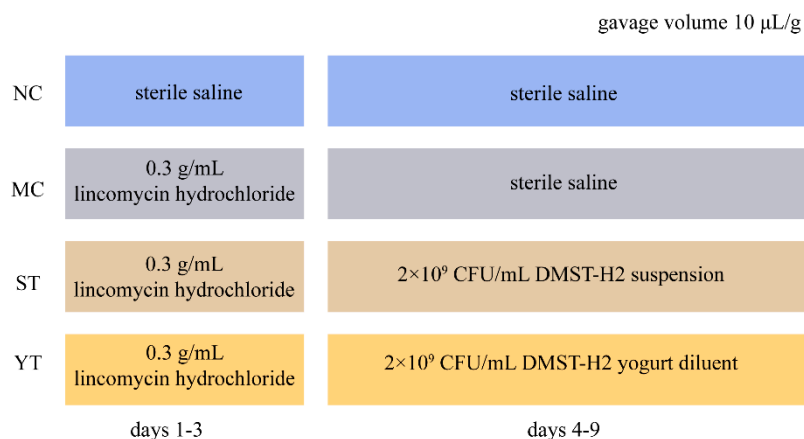 gavage volume 10 μL/g
NC
sterile saline
sterile saline
MC
0.3 g/mL
lincomycin hydrochloride
sterile saline
ST
0.3 g/mL
lincomycin hydrochloride
2×10⁹ CFU/mL DMST-H2 suspension
YT
0.3 g/mL
lincomycin hydrochloride
2×10⁹ CFU/mL DMST-H2 yogurt diluent
days 1-3
days 4-9